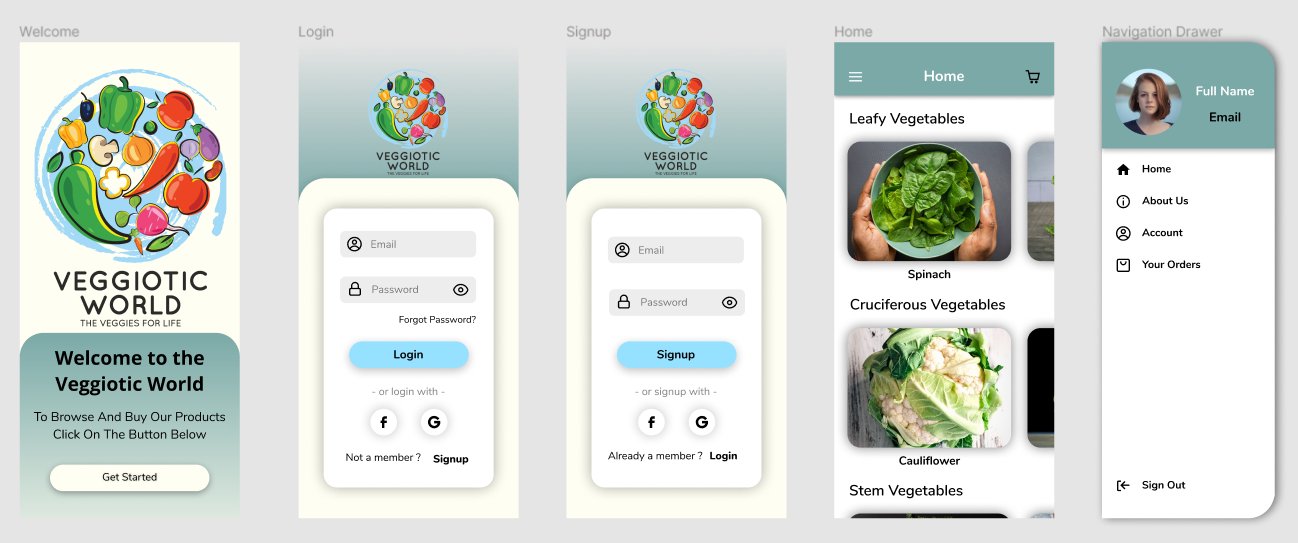 Welcome
VEGGIOTIC
WORLD
THE VEGGIES FOR LIFE
Welcome to the
Veggiotic World
To Browse And Buy Our Products
Click On The Button Below
Get Started
Login
VEGGIOTIC
WORLD
THE VEGGIES FOR LIFE
Email
Password
Forgot Password?
Login
- or login with -
f
G
Not a member ? Signup
Signup
VEGGIOTIC
WORLD
THE VEGGIES FOR LIFE
Email
Password
Signup
- or signup with -
f
G
Already a member ? Login
Home
Home
Leafy Vegetables
Spinach
Cruciferous Vegetables
Cauliflower
Stem Vegetables
Navigation Drawer
Full Name
Email
Home
About Us
Account
Your Orders
Sign Out